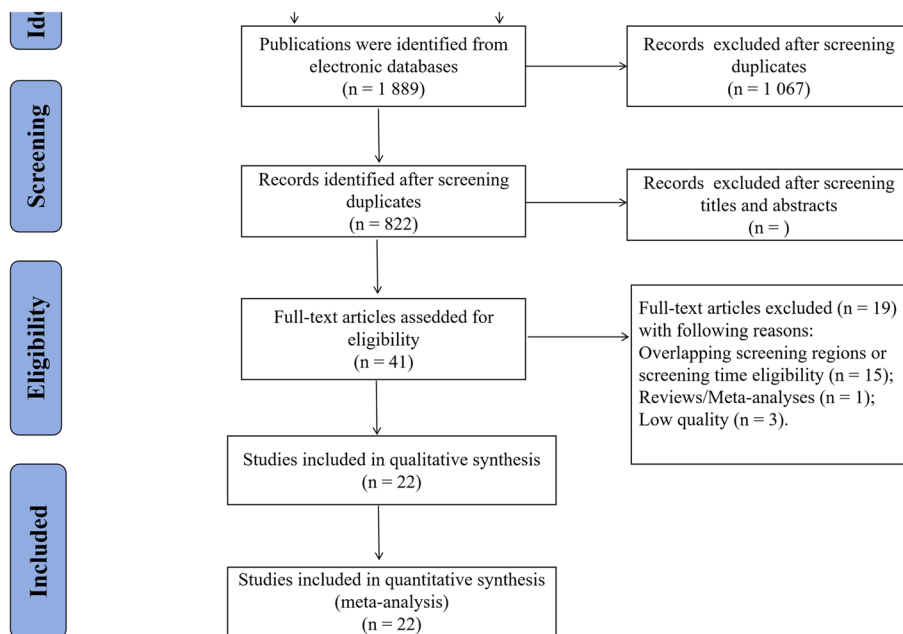 Ide
Publications were identified from
electronic databases
(n = 1 889)
Records excluded after screening
duplicates
(n = 1 067)
Screening
Records identified after screening
duplicates
(n = 822)
Records excluded after screening
titles and abstracts
(n = )
Eligibility
Full-text articles assedded for
eligibility
(n = 41)
Full-text articles excluded (n = 19)
with following reasons:
Overlapping screening regions or
screening time eligibility (n = 15);
Reviews/Meta-analyses (n = 1);
Low quality (n = 3).
Studies included in qualitative synthesis
(n = 22)
Included
Studies included in quantitative synthesis
(meta-analysis)
(n = 22)